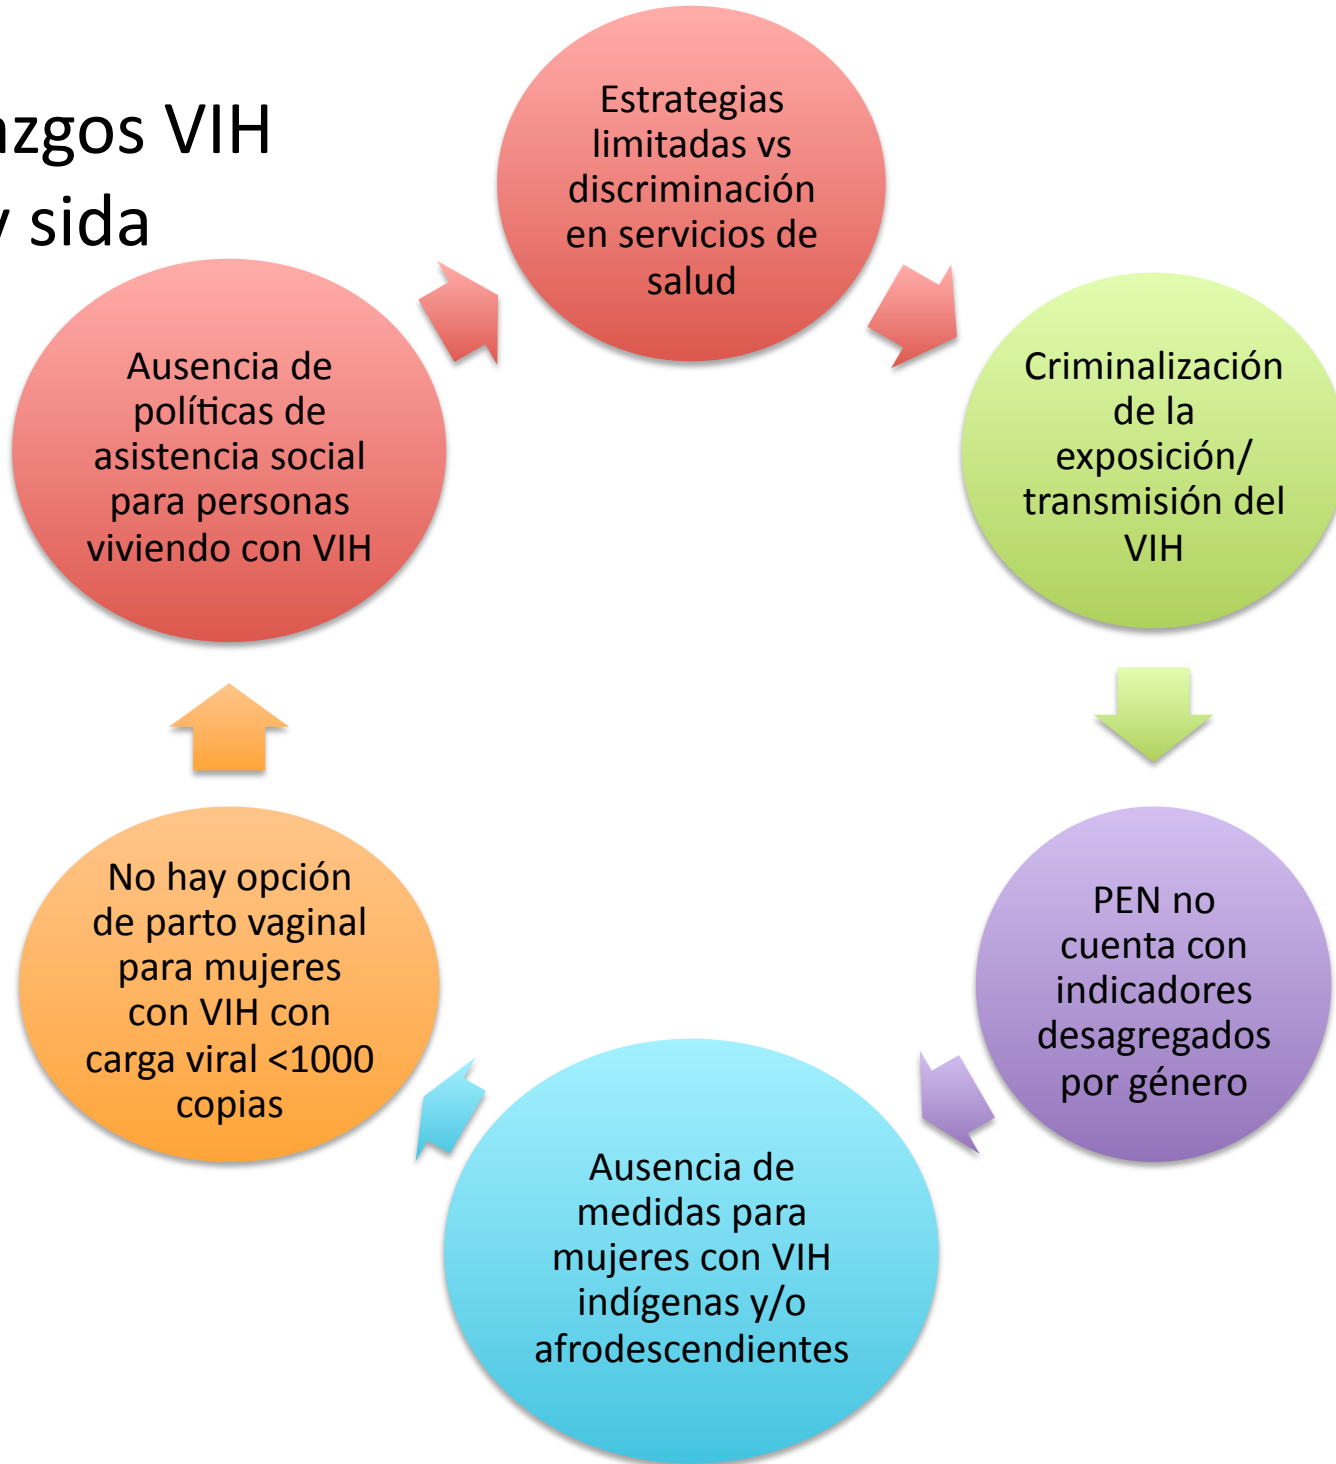 azgos VIH
y sida
Estrategias
limitadas vs
discriminación
en servicios de
salud
Criminalización
de la
exposición/
transmisión del
VIH
PEN no
cuenta con
indicadores
desagregados
por género
Ausencia de
medidas para
mujeres con VIH
indígenas y/o
afrodescendientes
No hay opción
de parto vaginal
para mujeres
con VIH con
carga viral <1000
copias
Ausencia de
políticas de
asistencia social
para personas
viviendo con VIH